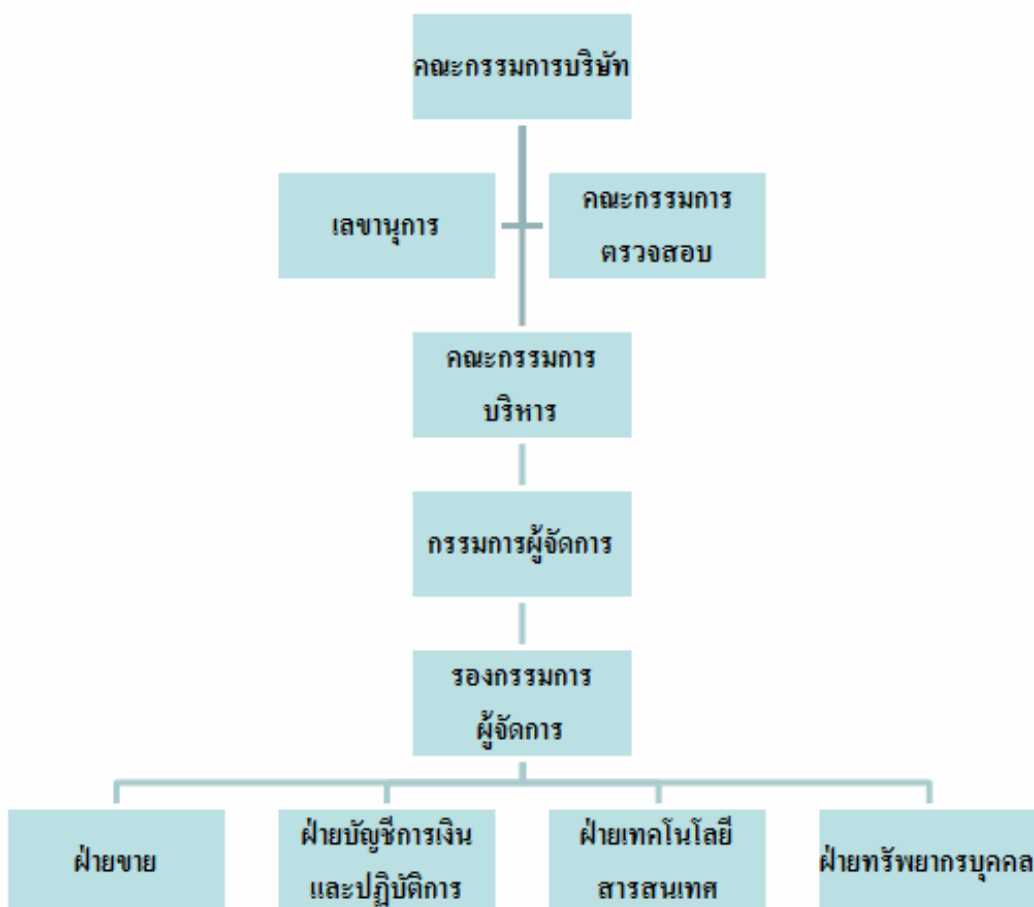 คณะกรรมการบริษัท
เลขานุการ
คณะกรรมการ
ตรวจสอบ
คณะกรรมการ
บริหาร
กรรมการผู้จัดการ
รองกรรมการ
ผู้จัดการ
ฝ่ายขาย
ฝ่ายบัญชีการเงิน
และปฏิบัติการ
ฝ่ายเทคโนโลยี
สารสนเทศ
ฝ่ายทรัพยากรบุคคล